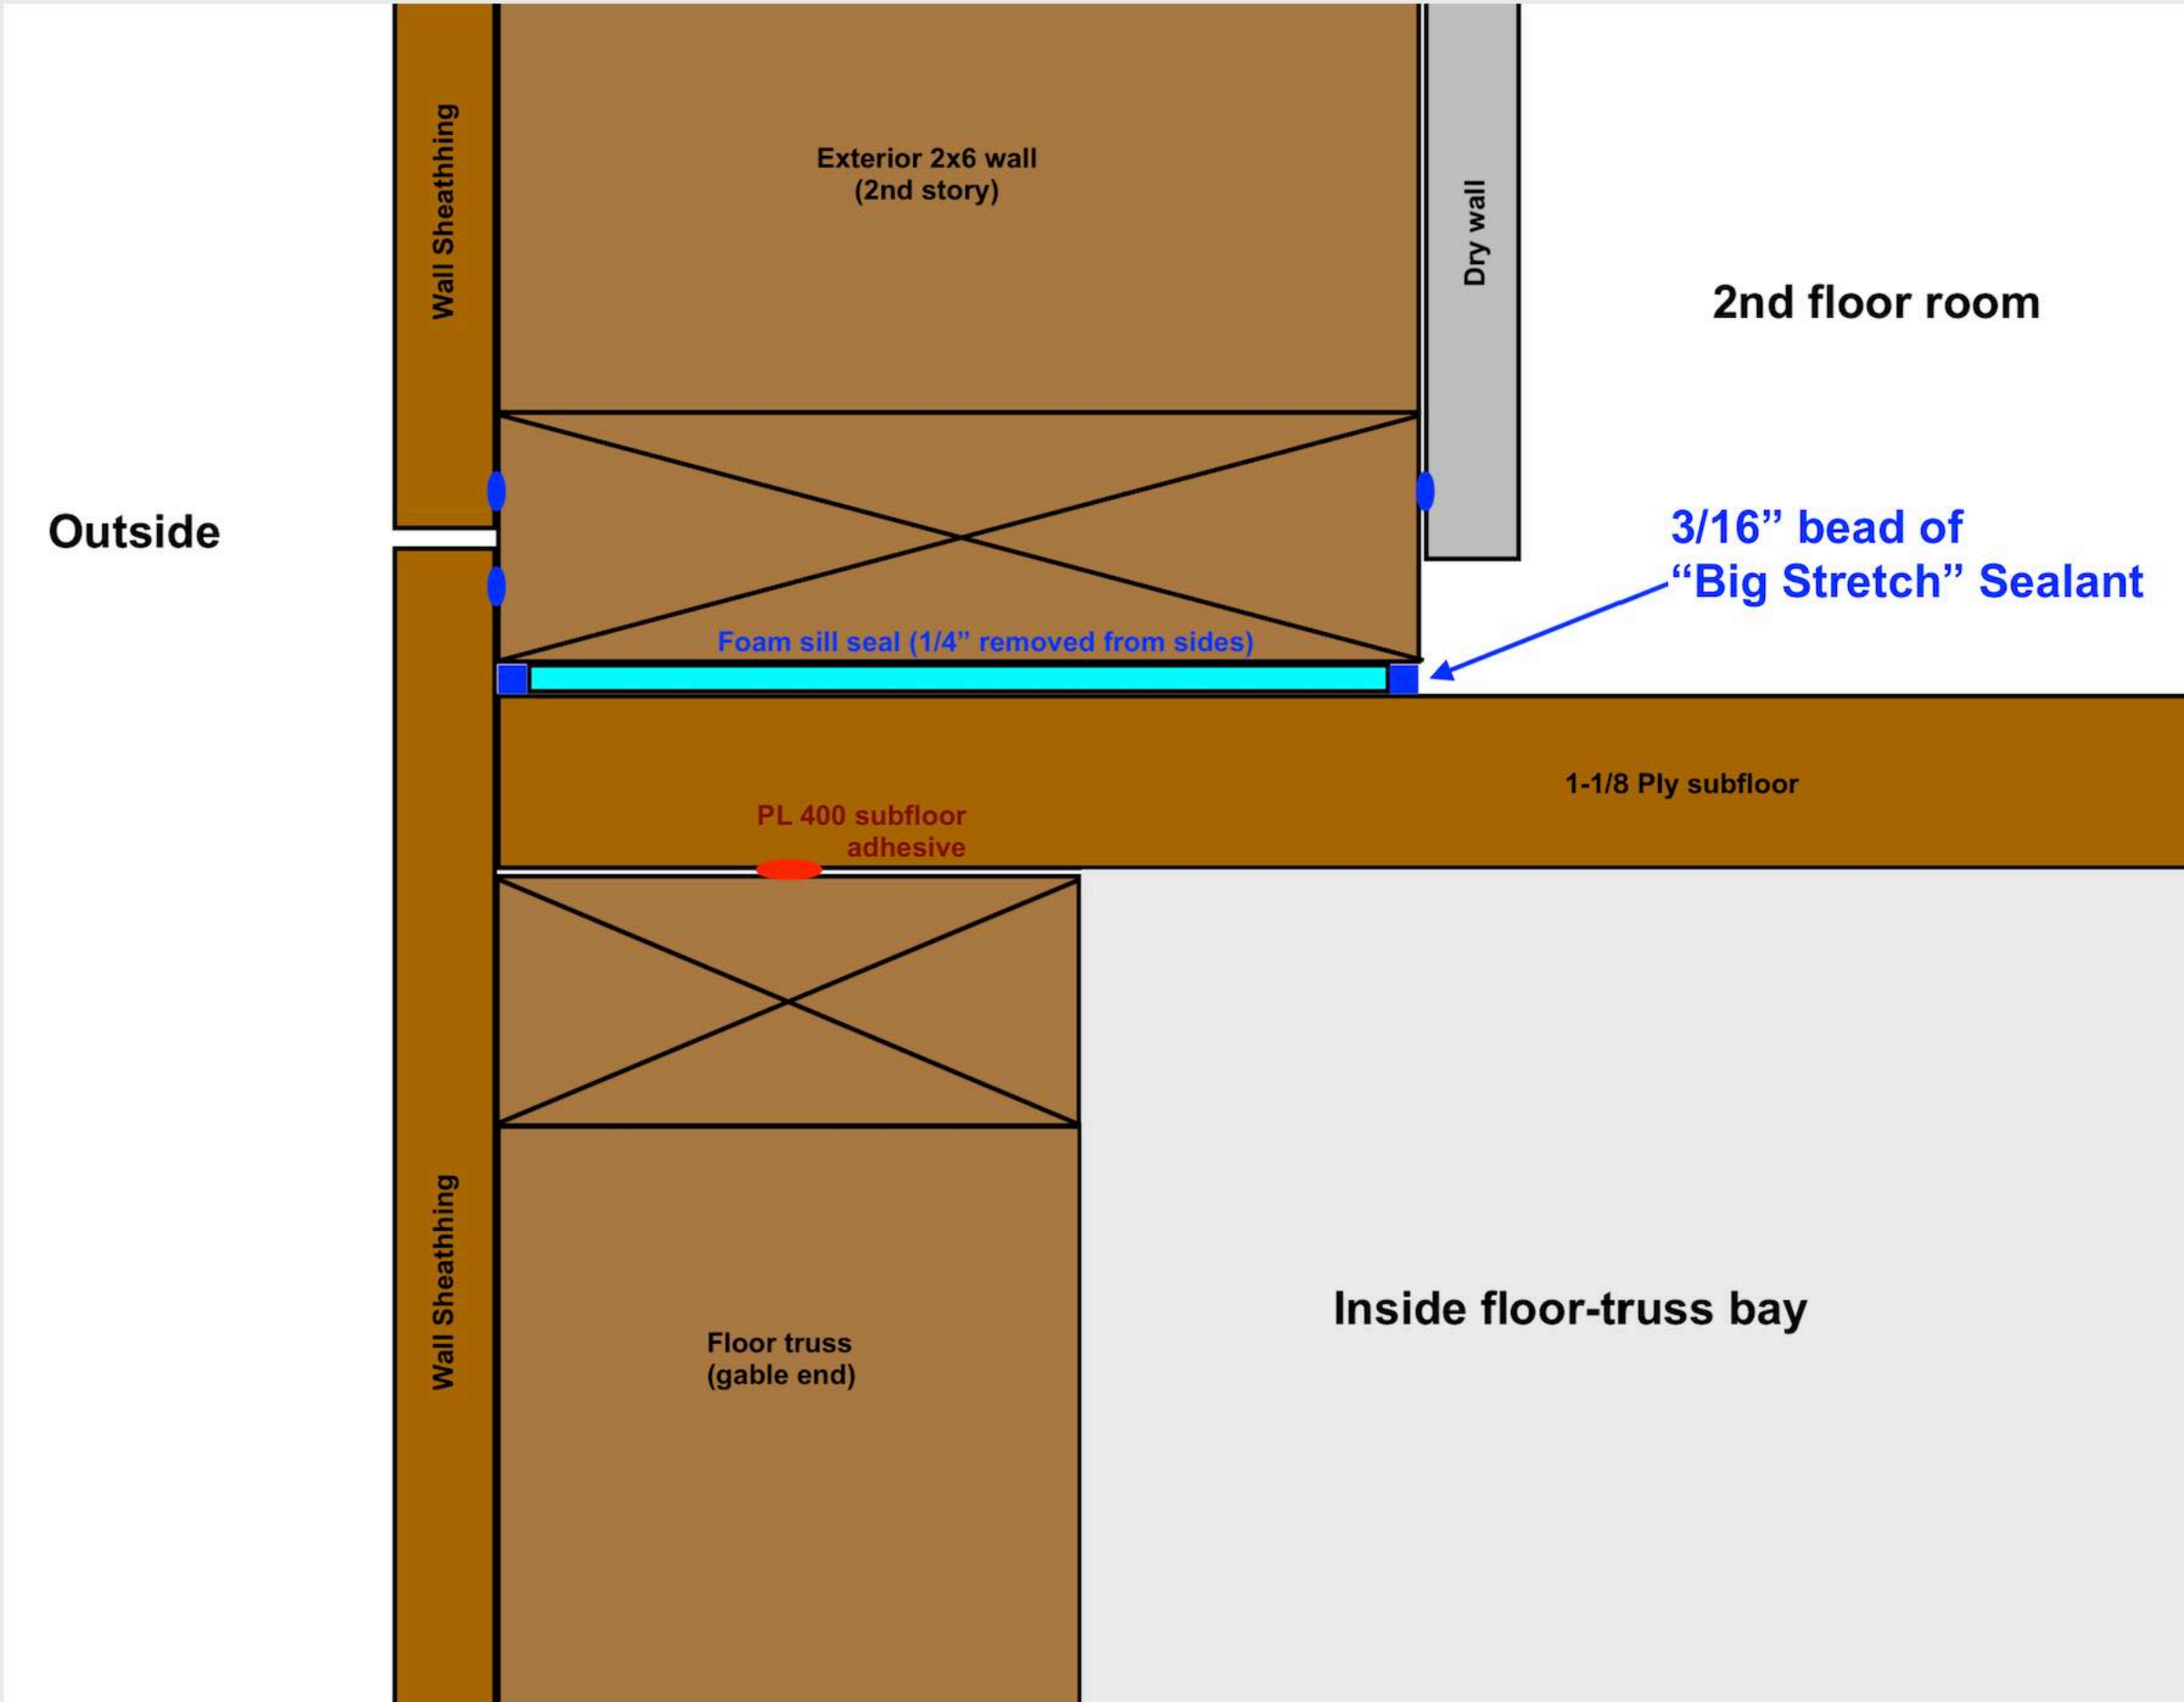 Wall Sheathhing
Exterior 2x6 wall
(2nd story)
Dry wall
2nd floor room
Outside
3/16” bead of
“Big Stretch” Sealant
Foam sill seal (1/4” removed from sides)
1-1/8 Ply subfloor
PL 400 subfloor
adhesive
Wall Sheathhing
Floor truss
(gable end)
Inside floor-truss bay